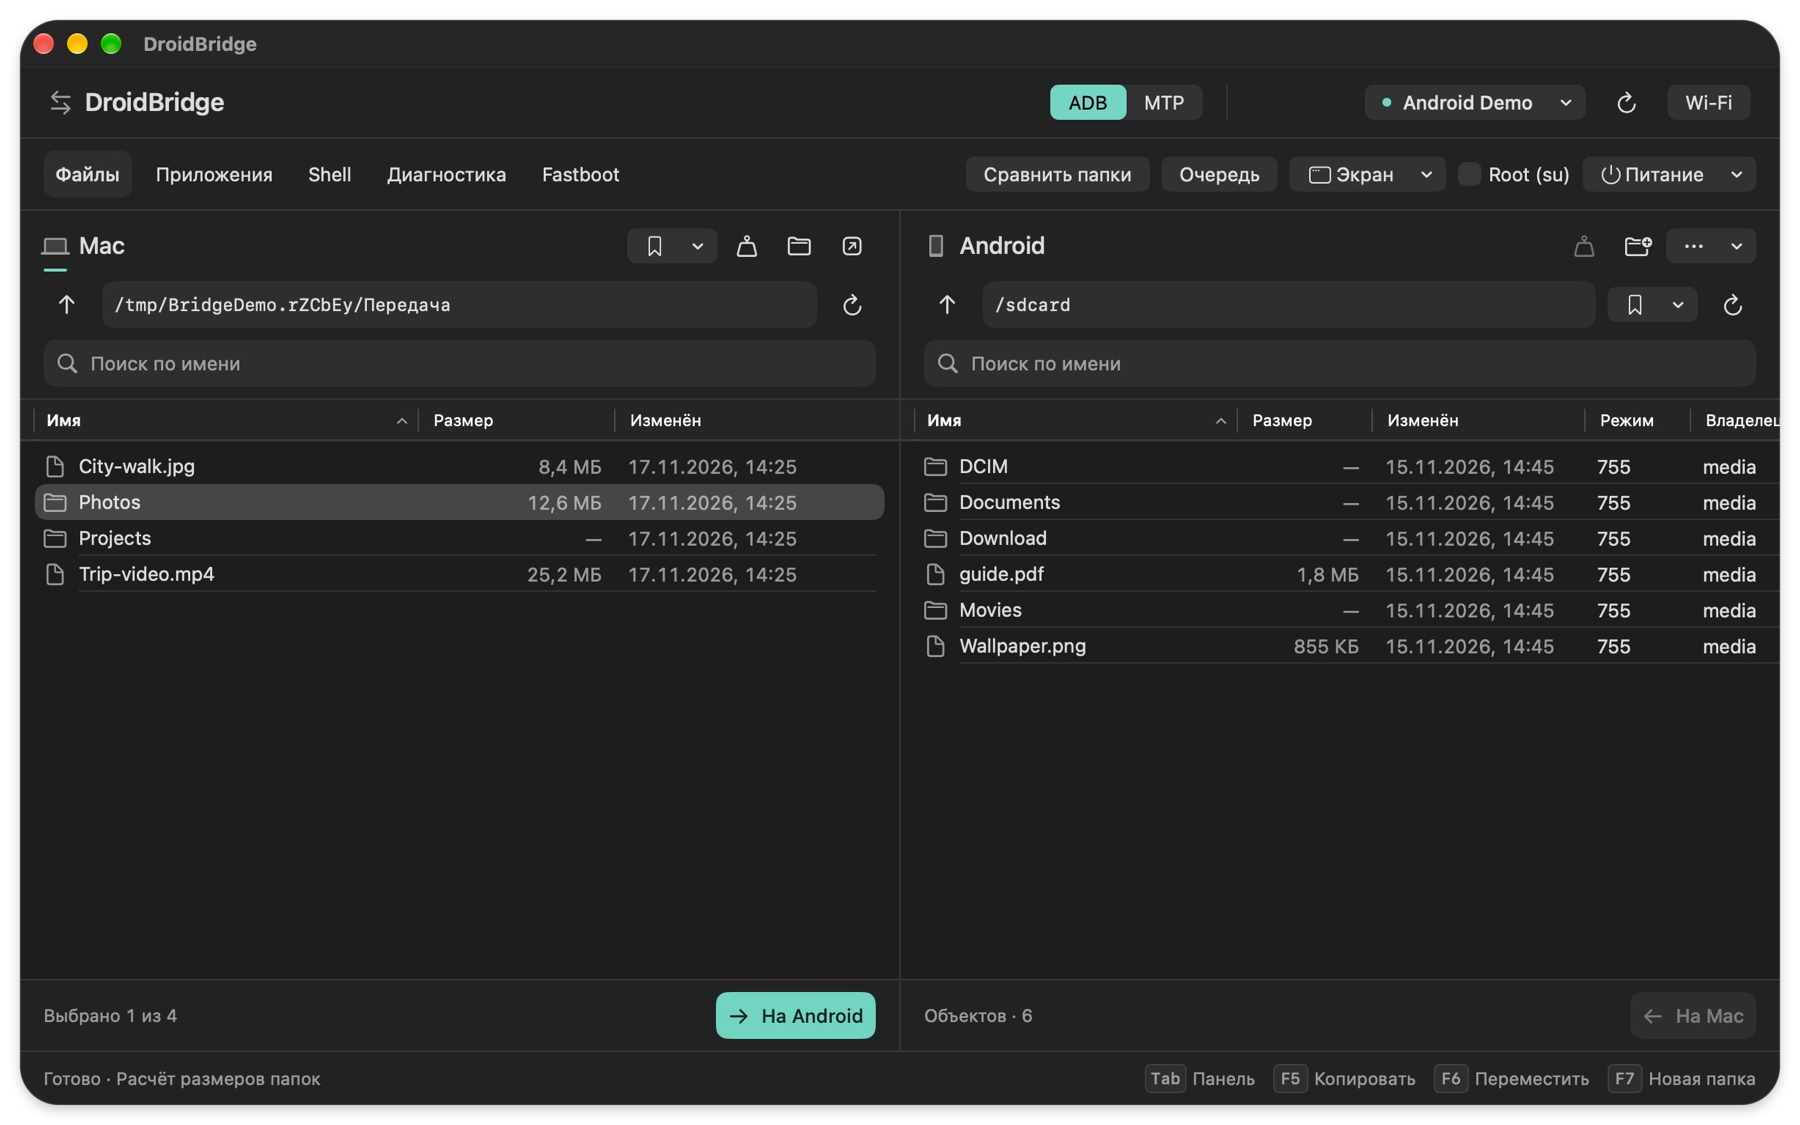 DroidBridge
DroidBridge
ADB MTP Android Demo Wi-Fi
Файлы Приложения Shell Диагностика Fastboot Сравнить папки Очередь Экран Root (su) Питание
Mac
/tmp/BridgeDemo.rZCbEy/Передача
Поиск по имени
Имя Размер Изменён
City-walk.jpg 8,4 МБ 17.11.2026, 14:25
Photos 12,6 МБ 17.11.2026, 14:25
Projects — 17.11.2026, 14:25
Trip-video.mp4 25,2 МБ 17.11.2026, 14:25
Выбрано 1 из 4 → На Android
Android
/sdcard
Поиск по имени
Имя Размер Изменён Режим Владелец
DCIM — 15.11.2026, 14:45 755 media
Documents — 15.11.2026, 14:45 755 media
Download — 15.11.2026, 14:45 755 media
guide.pdf 1,8 МБ 15.11.2026, 14:45 755 media
Movies — 15.11.2026, 14:45 755 media
Wallpaper.png 855 КБ 15.11.2026, 14:45 755 media
Объектов · 6 ← На Mac
Готово · Расчёт размеров папок Tab Панель F5 Копировать F6 Переместить F7 Новая папка